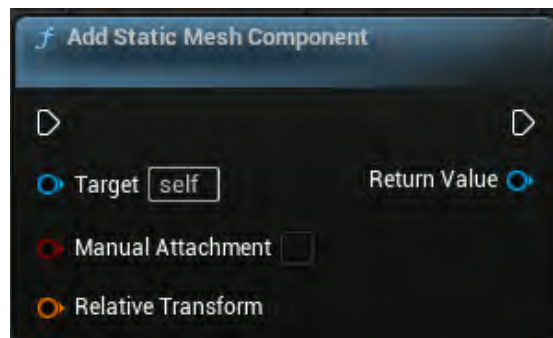 f Add Static Mesh Component
Target self
Return Value
Manual Attachment
Relative Transform